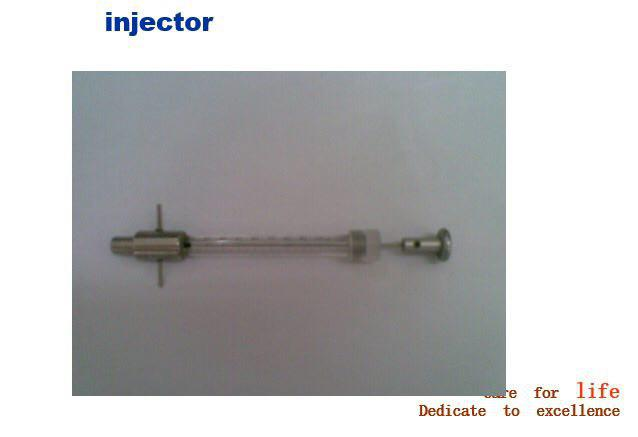 injector
for life
Dedicate to excellence